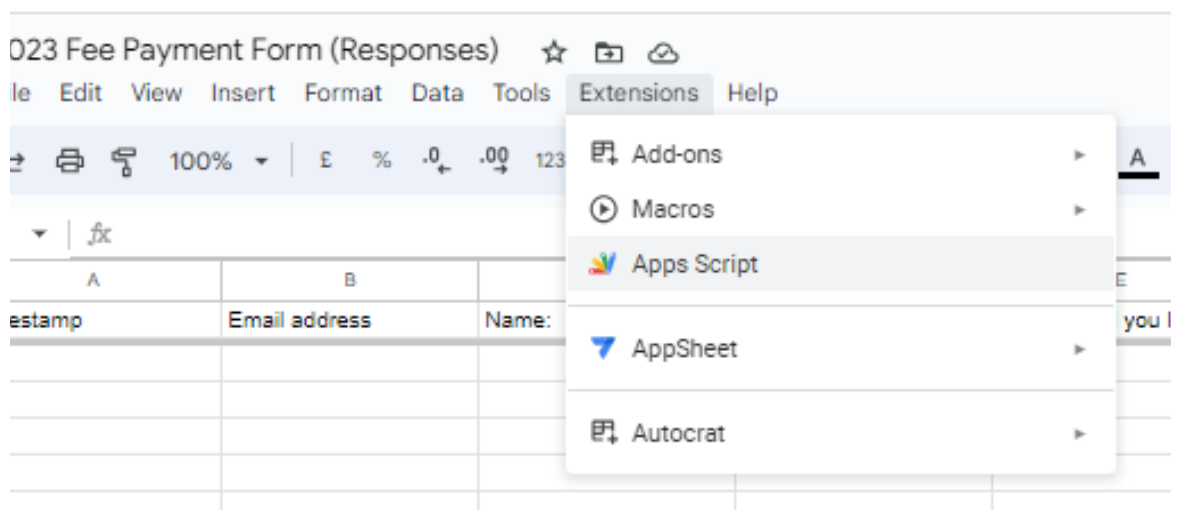 023 Fee Payment Form (Responses)
le Edit View Insert Format Data Tools Extensions Help
100% £ % .0 .00 123 A
Add-ons
fx
Macros
Apps Script
A B E
estamp Email address Name: you l
AppSheet
Autocrat